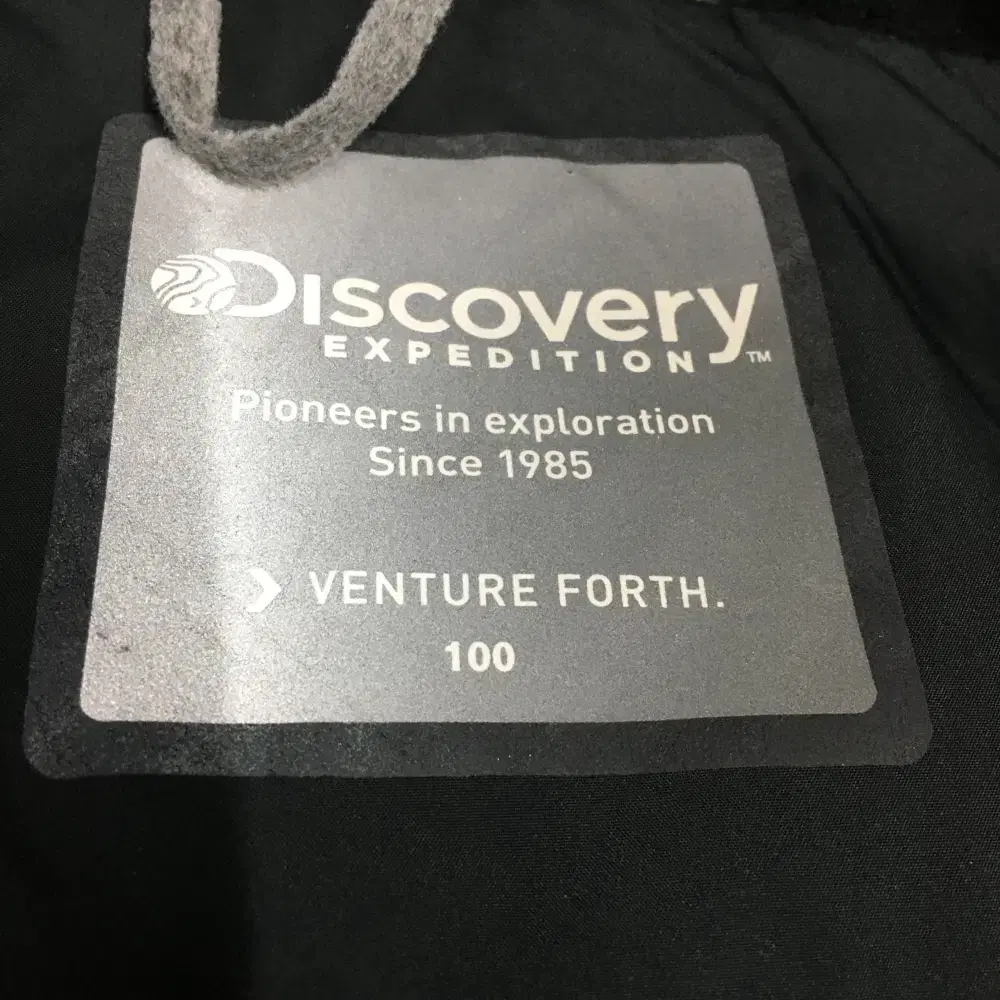 DISCOVERY
EXPEDITION™
Pioneers in exploration
Since 1985
VENTURE FORTH.
100